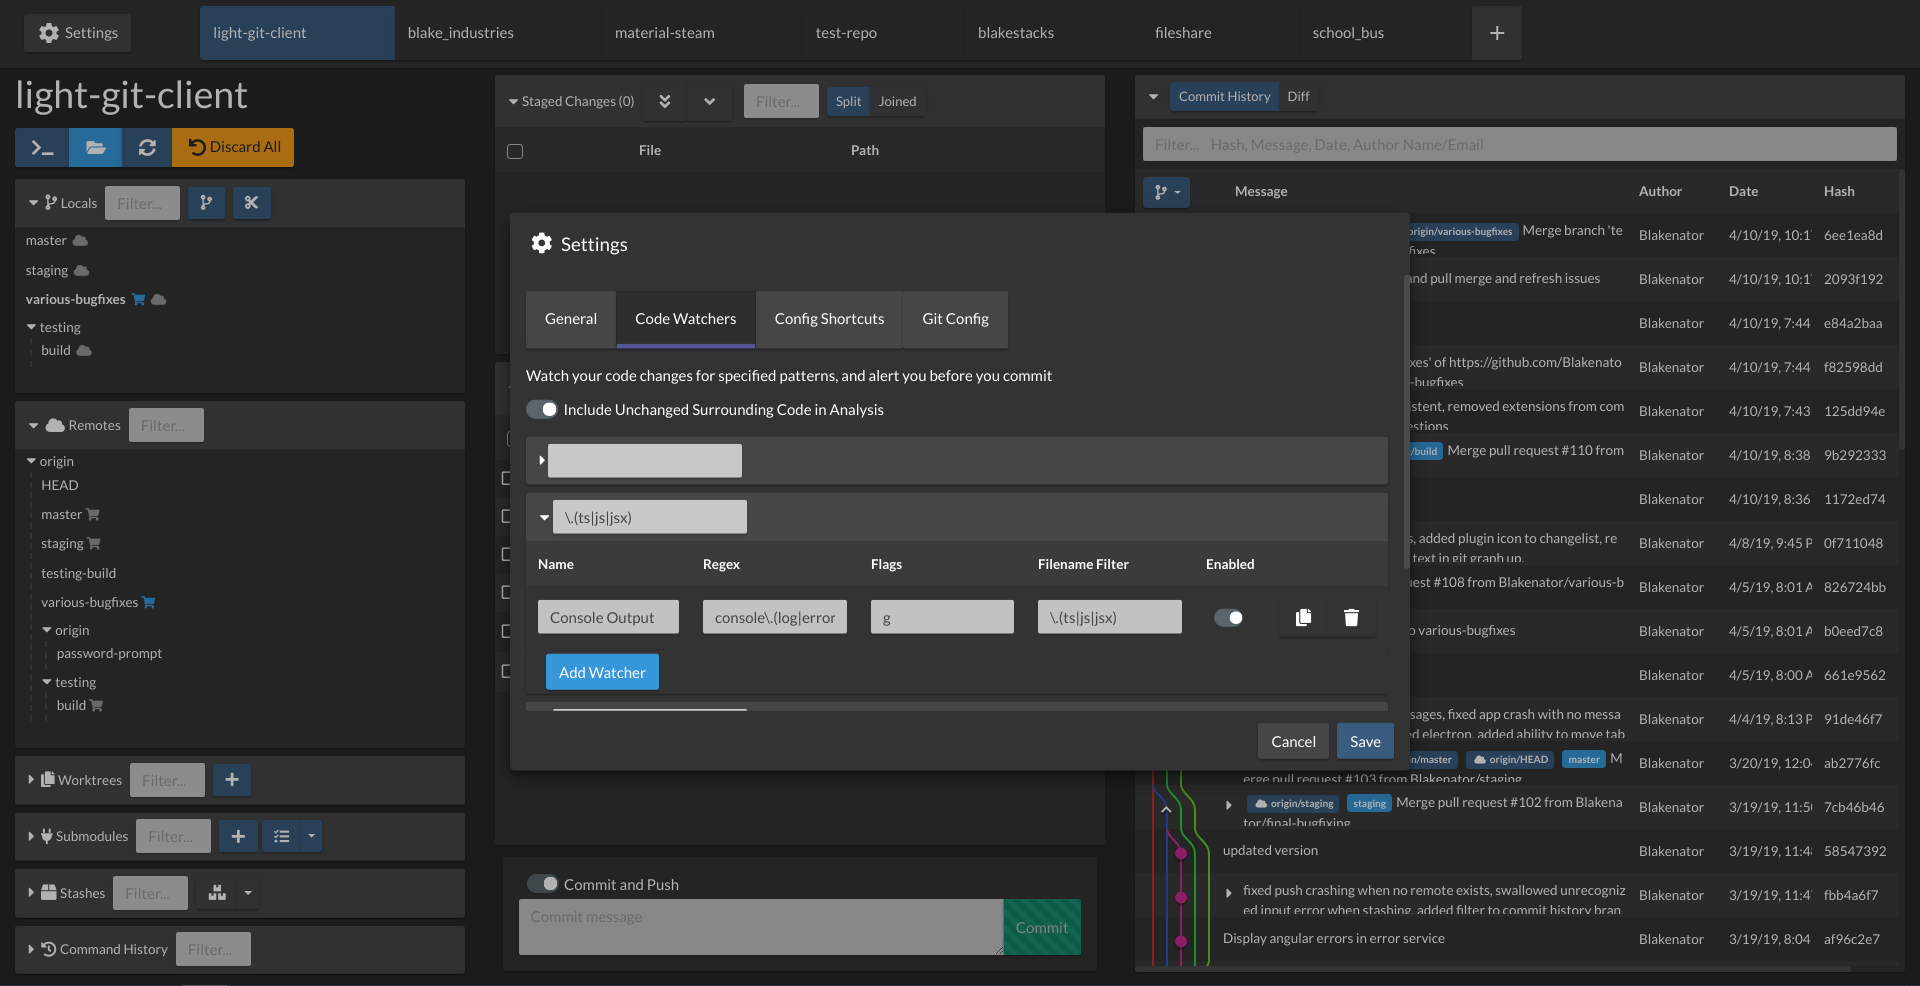 Settings
light-git-client
blake_industries
material-steam
test-repo
blakestacks
fileshare
school_bus
light-git-client
Discard All
Locals
Filter...
master
staging
various-bugfixes
testing
build
Remotes
Filter...
origin
HEAD
master
staging
testing-build
various-bugfixes
origin
password-prompt
testing
build
Worktrees
Filter...
Submodules
Filter...
Stashes
Filter...
Command History
Filter...
Staged Changes (0)
Filter...
Split
Joined
File
Path
Settings
General
Code Watchers
Config Shortcuts
Git Config
Watch your code changes for specified patterns, and alert you before you commit
Include Unchanged Surrounding Code in Analysis
\.(ts|js|jsx)
Name
Regex
Flags
Filename Filter
Enabled
Console Output
console\.(log|error
g
\.(ts|js|jsx)
Add Watcher
Cancel
Save
Commit and Push
Commit message
Commit
Commit History
Diff
Filter... Hash, Message, Date, Author Name/Email
Message Author Date Hash
origin/various-bugfixes Merge branch 'te Blakenator 4/10/19, 10:1 6ee1ea8d
fixes
and pull merge and refresh issues Blakenator 4/10/19, 10:1 2093f192
Blakenator 4/10/19, 7:44 e84a2baa
xes' of https://github.com/Blakenato Blakenator 4/10/19, 7:44 f82598dd
-bugfixes
istent, removed extensions from com Blakenator 4/10/19, 7:43 125dd94e
estions
/build Merge pull request #110 from Blakenator 4/10/19, 8:38 9b292333
Blakenator 4/10/19, 8:36 1172ed74
s, added plugin icon to changelist, re Blakenator 4/8/19, 9:45 P 0f711048
text in git graph up.
uest #108 from Blakenator/various-b Blakenator 4/5/19, 8:01 A 826724bb
o various-bugfixes Blakenator 4/5/19, 8:01 A b0eed7c8
Blakenator 4/5/19, 8:00 A 661e9562
sages, fixed app crash with no messa Blakenator 4/4/19, 8:13 P 91de46f7
d electron, added ability to move tab
n/master origin/HEAD master M Blakenator 3/20/19, 12:0 ab2776fc
erge pull request #103 from Blakenator/staging
origin/staging staging Merge pull request #102 from Blakena Blakenator 3/19/19, 11:5 7cb46b46
tor/final-bugfixing
updated version Blakenator 3/19/19, 11:4 58547392
fixed push crashing when no remote exists, swallowed unrecogniz Blakenator 3/19/19, 11:4 fbb4a6f7
ed input error when stashing, added filter to commit history bran
Display angular errors in error service Blakenator 3/19/19, 8:04 af96c2e7